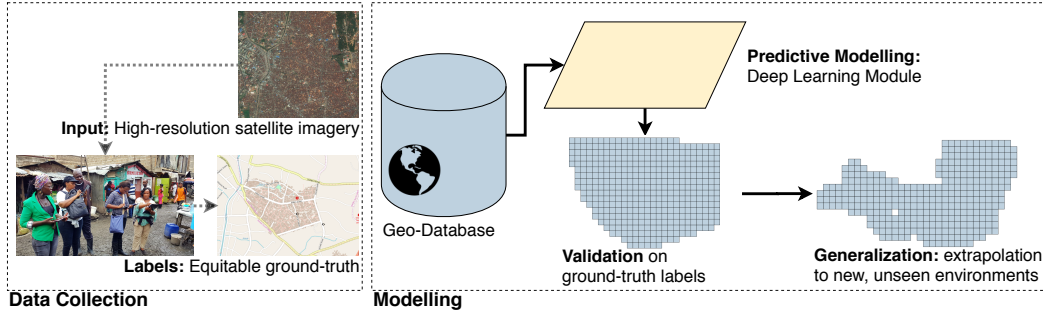 Input: High-resolution satellite imagery
Labels: Equitable ground-truth
Data Collection
Geo-Database
Predictive Modelling:
Deep Learning Module
Validation on
ground-truth labels
Generalization: extrapolation
to new, unseen environments
Modelling